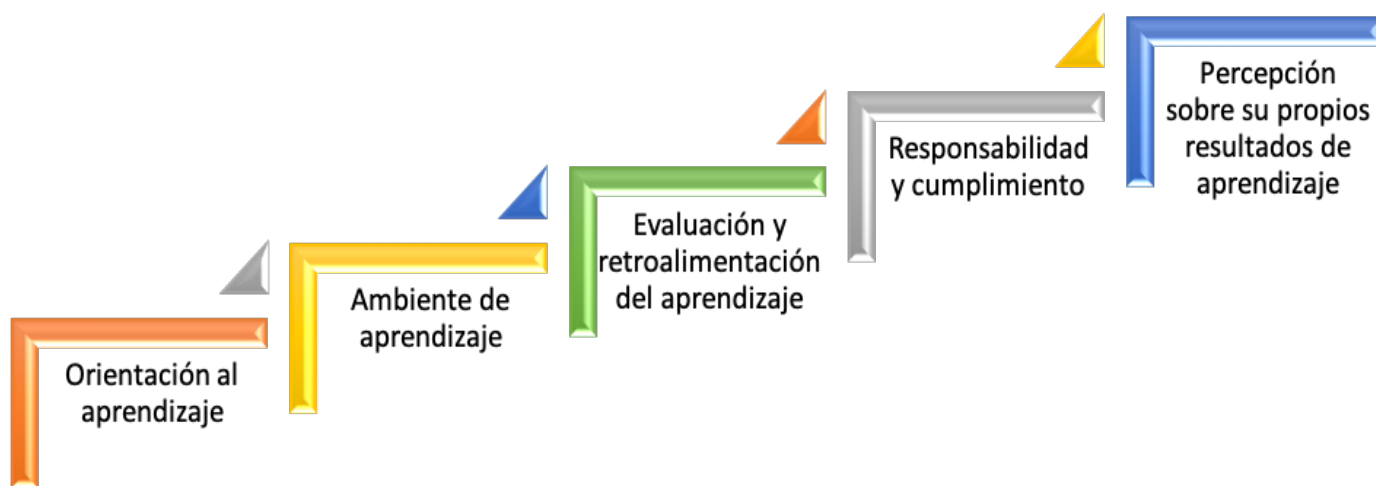 Orientación al
aprendizaje
Ambiente de
aprendizaje
Evaluación y
retroalimentación
del aprendizaje
Responsabilidad
y cumplimiento
Percepción
sobre su propios
resultados de
aprendizaje